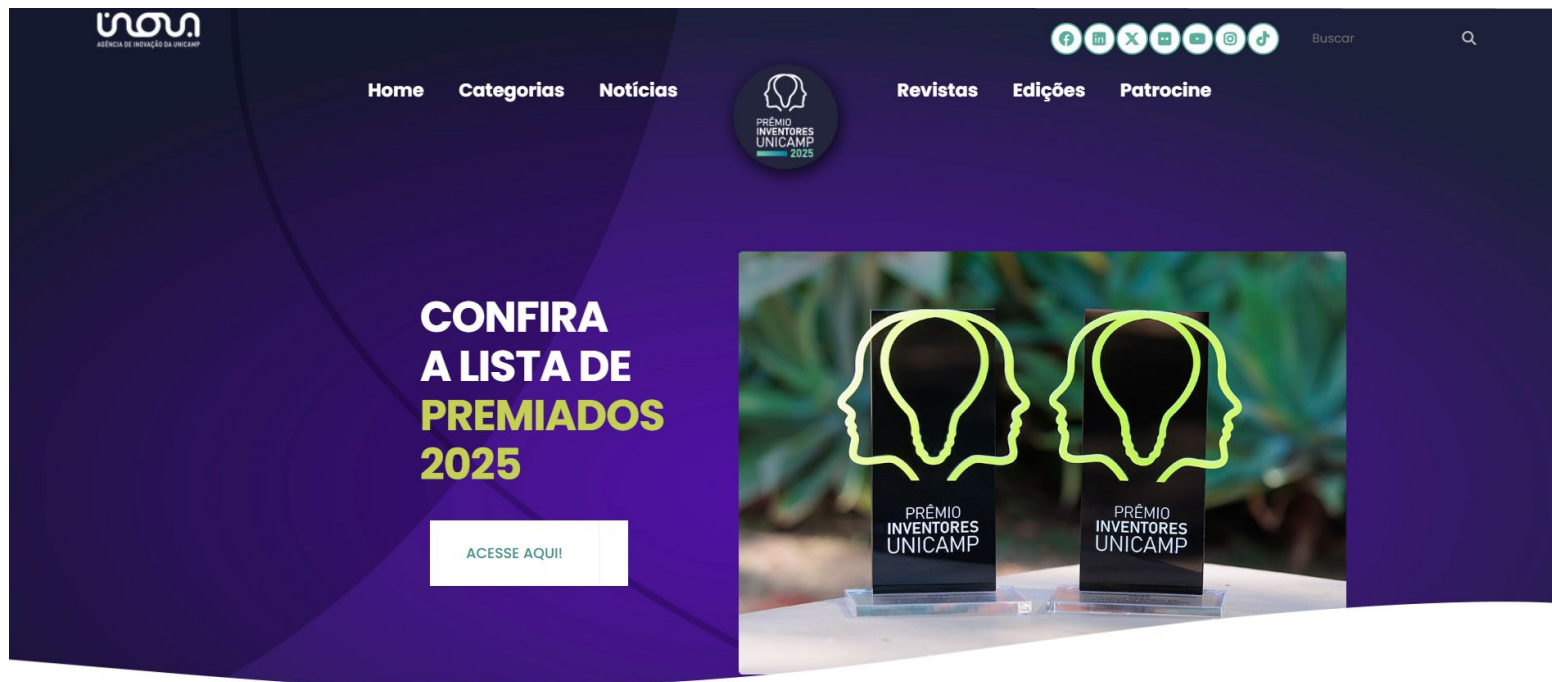 inova
AGÊNCIA DE INOVAÇÃO DA UNICAMP
Buscar
Home
Categorias
Notícias
PRÊMIO
INVENTORES
UNICAMP
2025
Revistas
Edições
Patrocine
CONFIRA
A LISTA DE
PREMIADOS
2025
ACESSE AQUI!
PRÊMIO
INVENTORES
UNICAMP
PRÊMIO
INVENTORES
UNICAMP